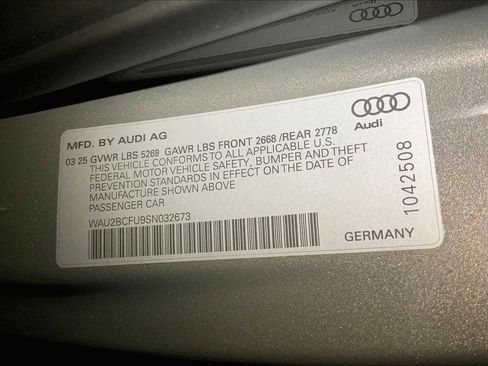 MFD. BY AUDI AG
03 25 GVWR LBS 5269 GAWR LBS FRONT 2668 /REAR 2778
THIS VEHICLE CONFORMS TO ALL APPLICABLE U.S.
FEDERAL MOTOR VEHICLE SAFETY, BUMPER AND THEFT
PREVENTION STANDARDS IN EFFECT ON THE DATE OF
MANUFACTURE SHOWN ABOVE
PASSENGER CAR
WAU2BCFU9SN032673
Audi
1042508
GERMANY